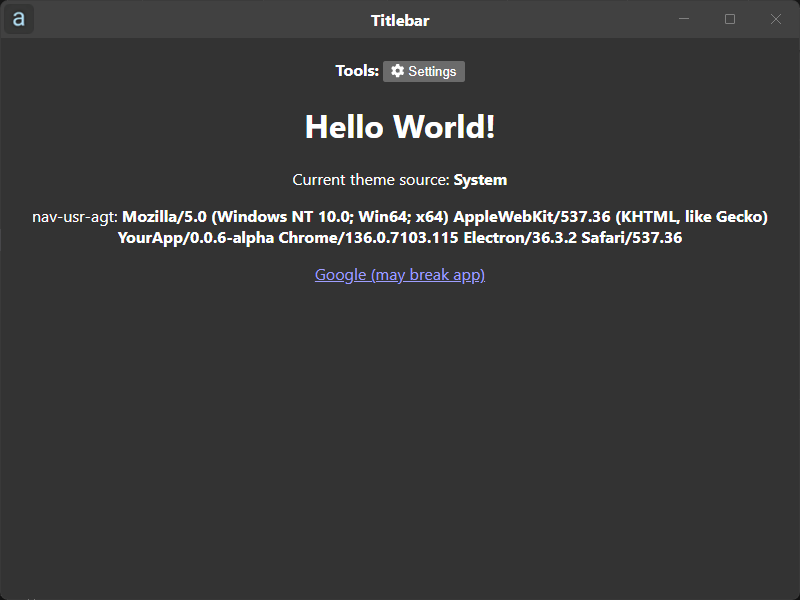 a
Titlebar
Tools: Settings
Hello World!
Current theme source: System
nav-usr-agt: Mozilla/5.0 (Windows NT 10.0; Win64; x64) AppleWebKit/537.36 (KHTML, like Gecko)
YourApp/0.0.6-alpha Chrome/136.0.7103.115 Electron/36.3.2 Safari/537.36
Google (may break app)